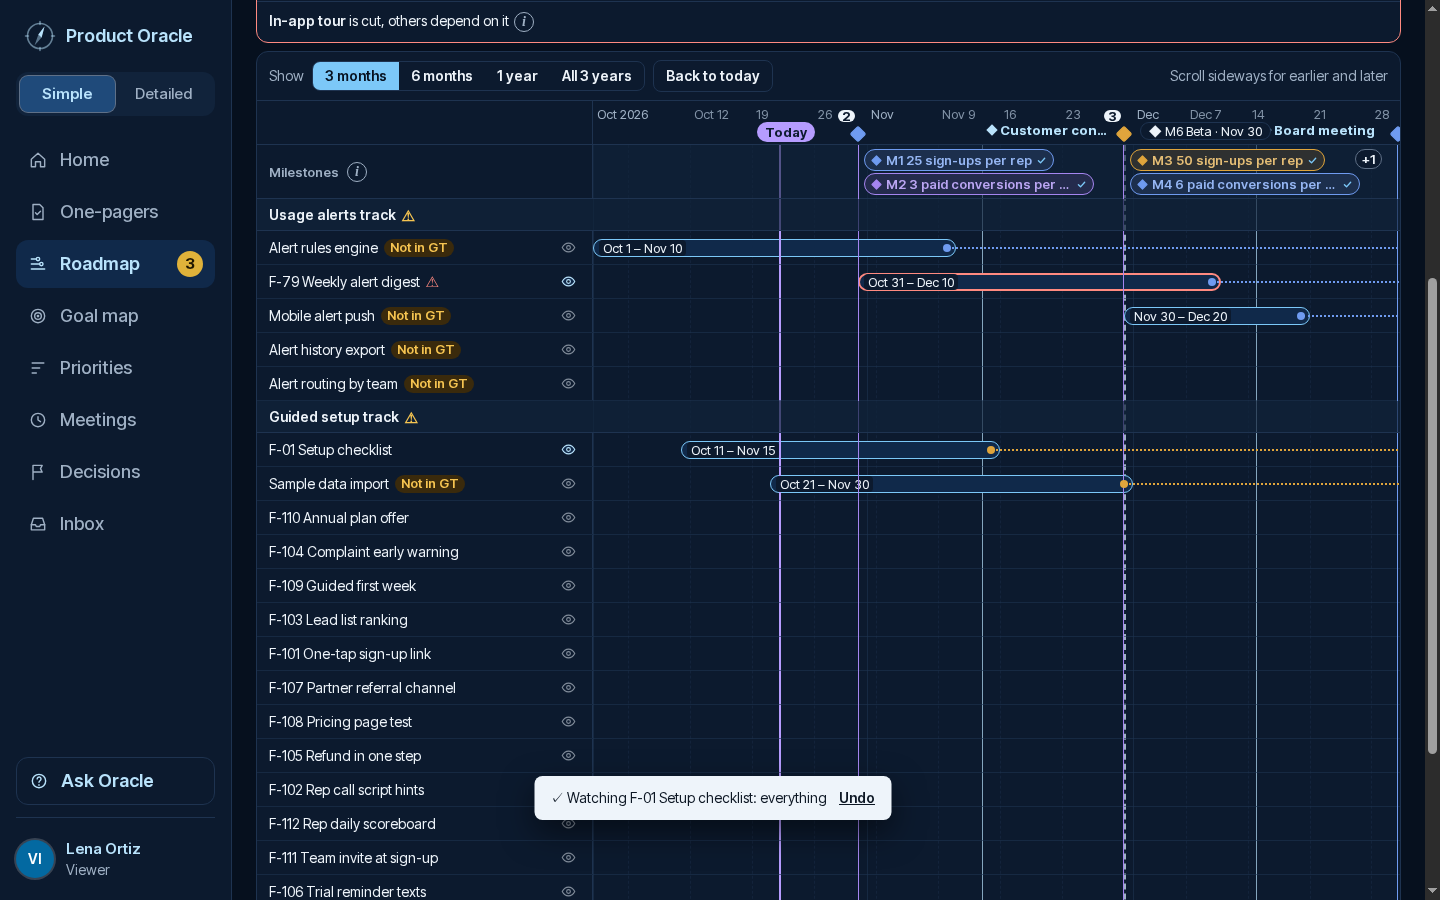 Product Oracle
Simple
Detailed
Home
One-pagers
Roadmap
3
Goal map
Priorities
Meetings
Decisions
Inbox
Ask Oracle
VI
Lena Ortiz
Viewer
In-app tour is cut, others depend on it i
Show
3 months
6 months
1 year
All 3 years
Back to today
Scroll sideways for earlier and later
Oct 2026
Oct 12
19
26
2
Nov
Nov 9
16
23
3
Dec
Dec 7
14
21
28
Today
Customer con...
M6 Beta · Nov 30
Board meeting
Milestones i
M1 25 sign-ups per rep ✓
M3 50 sign-ups per rep ✓
+1
M2 3 paid conversions per ... ✓
M4 6 paid conversions per ... ✓
Usage alerts track ⚠
Alert rules engine Not in GT
Oct 1 – Nov 10
F-79 Weekly alert digest ⚠
Oct 31 – Dec 10
Mobile alert push Not in GT
Nov 30 – Dec 20
Alert history export Not in GT
Alert routing by team Not in GT
Guided setup track ⚠
F-01 Setup checklist
Oct 11 – Nov 15
Sample data import Not in GT
Oct 21 – Nov 30
F-110 Annual plan offer
F-104 Complaint early warning
F-109 Guided first week
F-103 Lead list ranking
F-101 One-tap sign-up link
F-107 Partner referral channel
F-108 Pricing page test
F-105 Refund in one step
F-102 Rep call script hints
✓ Watching F-01 Setup checklist: everything Undo
F-112 Rep daily scoreboard
F-111 Team invite at sign-up
F-106 Trial reminder texts